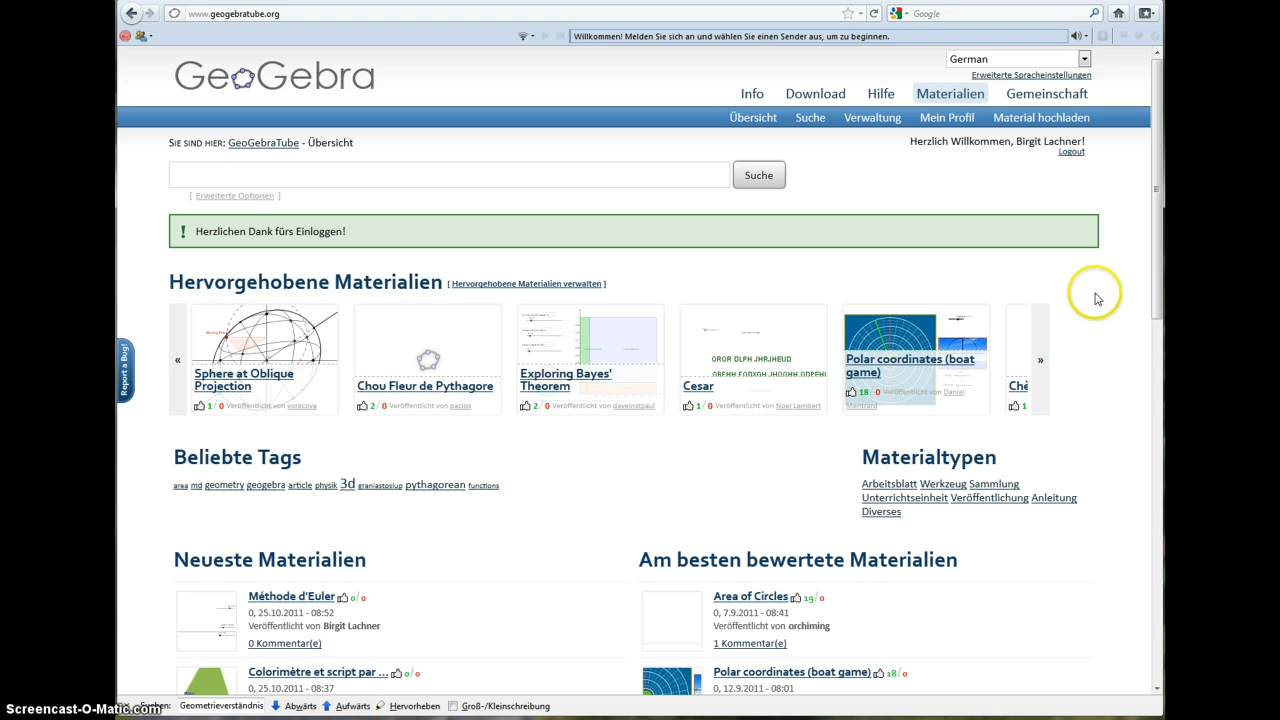 www.geogebratube.org
Google
Willkommen! Melden Sie sich an und wählen Sie einen Sender aus, um zu beginnen.
GeoGebra
German
Erweiterte Spracheinstellungen
Info Download Hilfe Materialien Gemeinschaft
Übersicht Suche Verwaltung Mein Profil Material hochladen
SIE SIND HIER: GeoGebraTube - Übersicht
Herzlich Willkommen, Birgit Lachner!
Logout
Suche
[ Erweiterte Optionen ]
! Herzlichen Dank fürs Einloggen!
Hervorgehobene Materialien [ Hervorgehobene Materialien verwalten ]
«
Sphere at Oblique
Projection
1/0 Veröffentlicht von voracova
Chou Fleur de Pythagore
2/0 Veröffentlicht von pacios
Exploring Bayes'
Theorem
2/0 Veröffentlicht von daveinstpaul
QRQR DLPH JHRJHEUD
Cesar
1/0 Veröffentlicht von Noel Lambert
Polar coordinates (boat
game)
18/0 Veröffentlicht von Daniel
Mentrard
Chè
1
»
Beliebte Tags
area md geometry geogebra article physik 3d graniastoslup pythagorean functions
Materialtypen
Arbeitsblatt Werkzeug Sammlung
Unterrichtseinheit Veröffentlichung Anleitung
Diverses
Neueste Materialien
Méthode d'Euler 0/0
0, 25.10.2011 - 08:52
Veröffentlicht von Birgit Lachner
0 Kommentar(e)
Colorimètre et script par ... 0/0
0, 25.10.2011 - 08:37
Am besten bewertete Materialien
Area of Circles 19/0
0, 7.9.2011 - 08:41
Veröffentlicht von orchiming
1 Kommentar(e)
Polar coordinates (boat game) 18/0
0, 12.9.2011 - 08:01
Report a Bug!
Suchen: Geometrieverständnis Abwärts Aufwärts Hervorheben Groß-/Kleinschreibung
Screencast-O-Matic.com